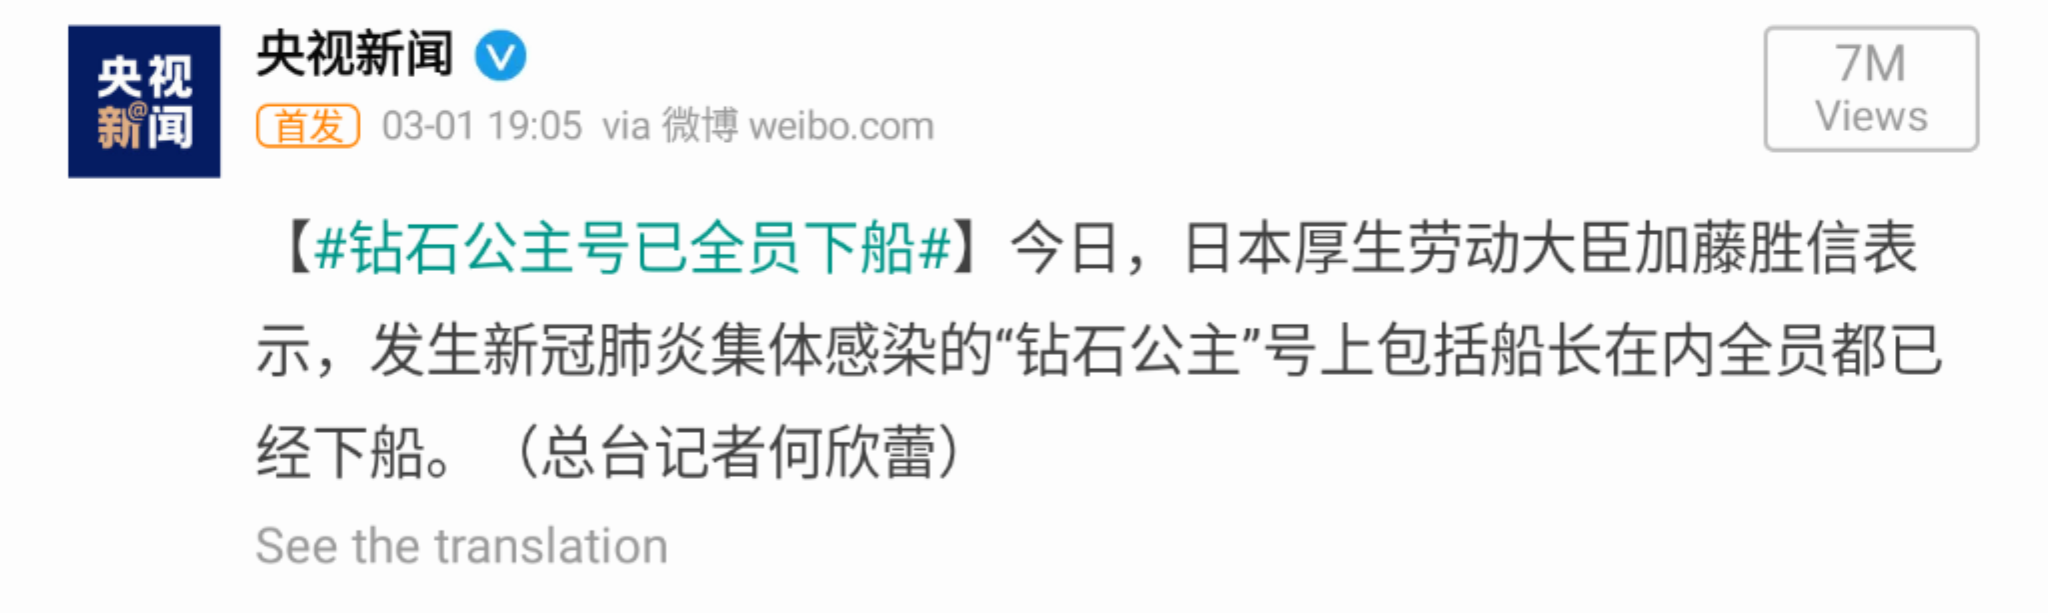 央视
新@闻
央视新闻 V
首发 03-01 19:05 via 微博 weibo.com
7M
Views
【#钻石公主号已全员下船#】今日，日本厚生劳动大臣加藤胜信表
示，发生新冠肺炎集体感染的“钻石公主”号上包括船长在内全员都已
经下船。（总台记者何欣蕾）
See the translation